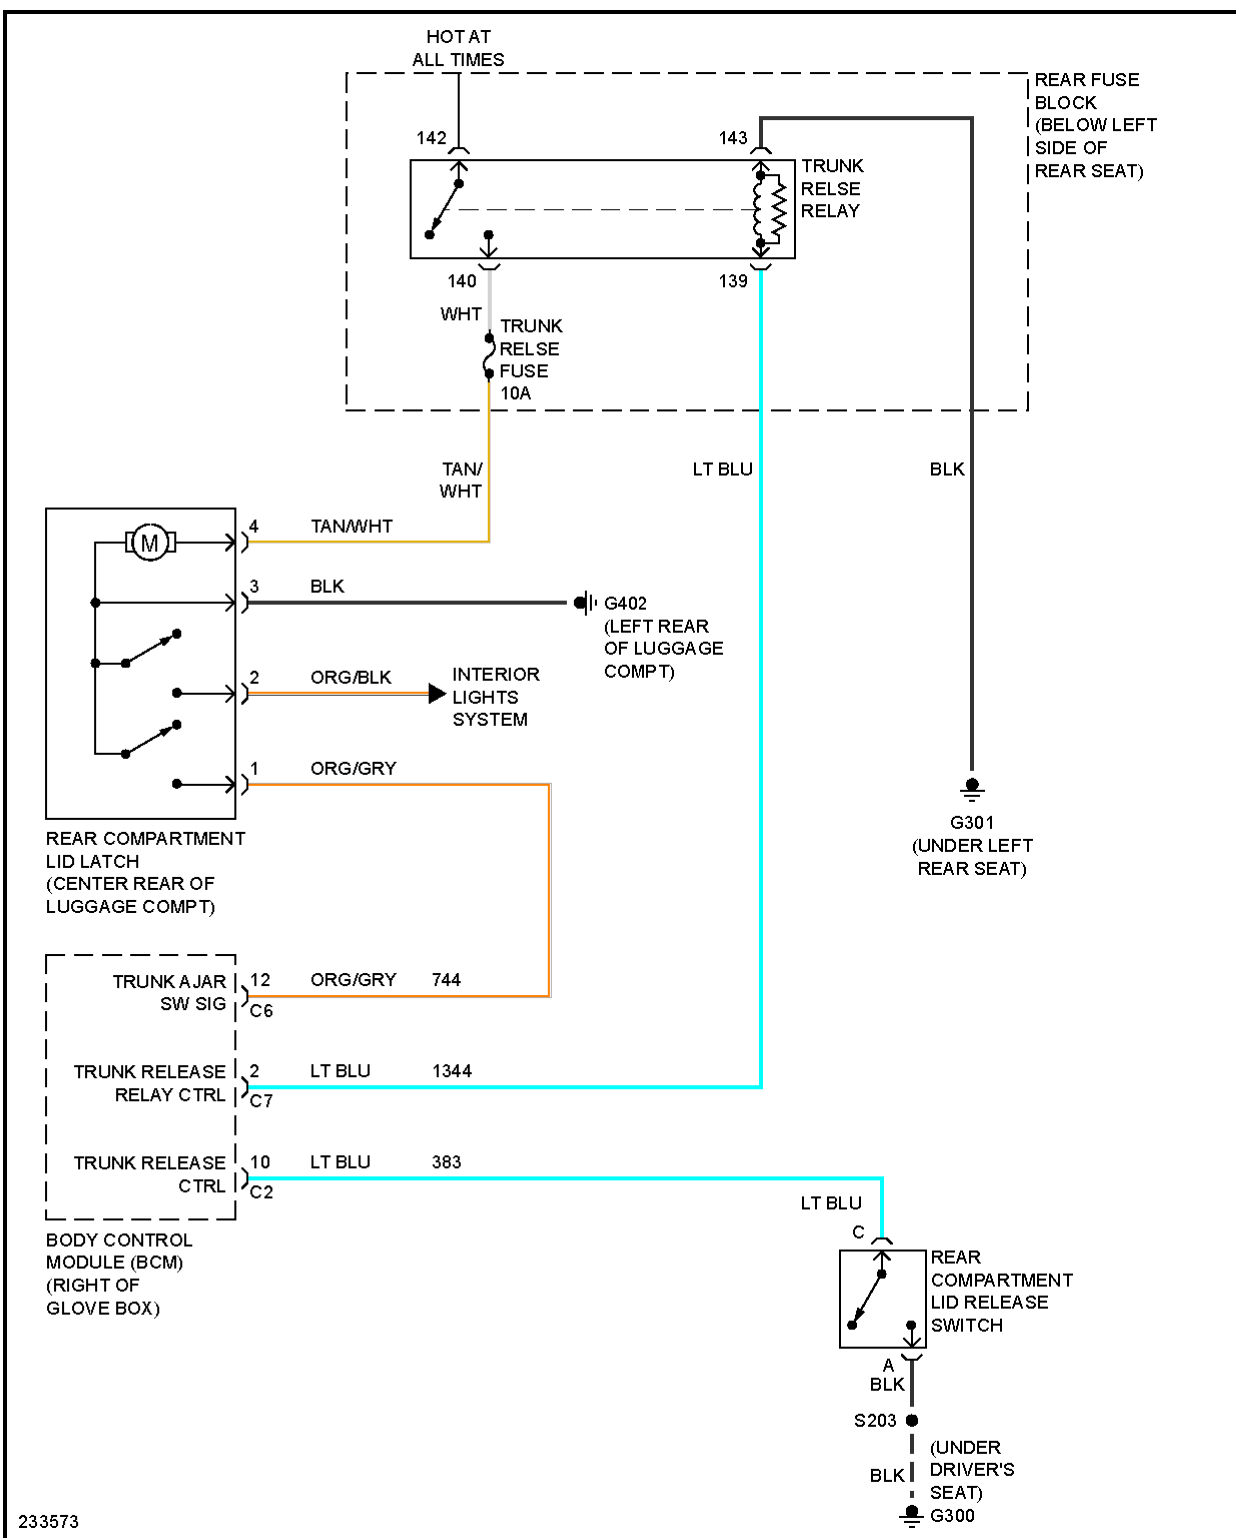 HOT AT
ALL TIMES
REAR FUSE
BLOCK
(BELOW LEFT
SIDE OF
REAR SEAT)
142
143
TRUNK
RELSE
RELAY
140
139
WHT
TRUNK
RELSE
FUSE
10A
TAN/
WHT
LT BLU
BLK
M
4
TAN/WHT
3
BLK
G402
(LEFT REAR
OF LUGGAGE
COMPT)
2
ORG/BLK
INTERIOR
LIGHTS
SYSTEM
1
ORG/GRY
REAR COMPARTMENT
LID LATCH
(CENTER REAR OF
LUGGAGE COMPT)
G301
(UNDER LEFT
REAR SEAT)
TRUNK AJAR
SW SIG
12
C6
ORG/GRY
744
TRUNK RELEASE
RELAY CTRL
2
C7
LT BLU
1344
TRUNK RELEASE
CTRL
10
C2
LT BLU
383
BODY CONTROL
MODULE (BCM)
(RIGHT OF
GLOVE BOX)
LT BLU
C
REAR
COMPARTMENT
LID RELEASE
SWITCH
A
BLK
S203
BLK
(UNDER
DRIVER'S
SEAT)
G300
233573